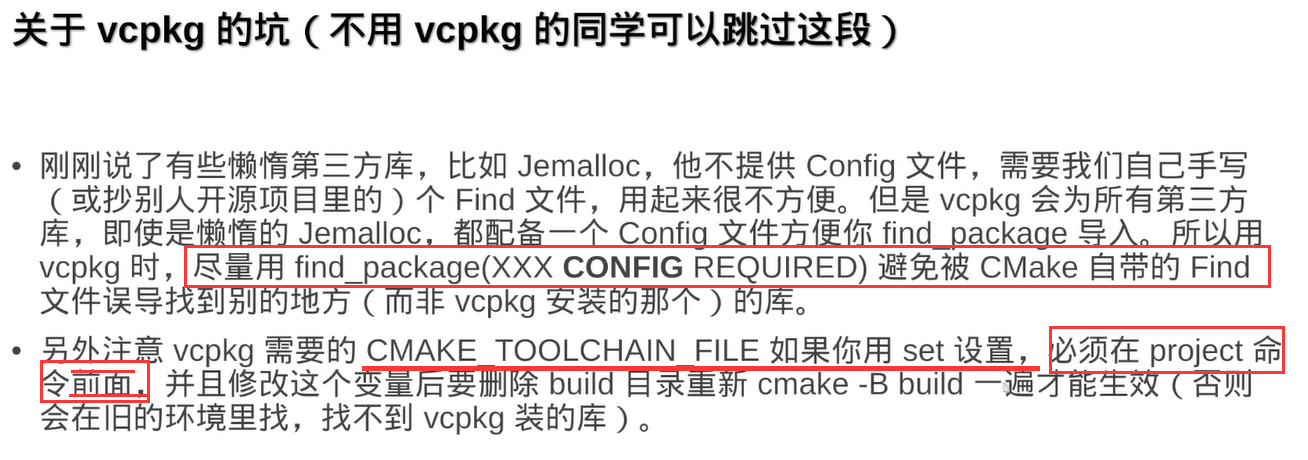 关于 vcpkg 的坑（不用 vcpkg 的同学可以跳过这段）
• 刚刚说了有些懒惰第三方库，比如 Jemalloc，他不提供 Config 文件，需要我们自己手写
（或抄别人开源项目里的）个 Find 文件，用起来很不方便。但是 vcpkg 会为所有第三方
库，即使是懒惰的 Jemalloc，都配备一个 Config 文件方便你 find_package 导入。所以用
vcpkg 时，尽量用 find_package(XXX CONFIG REQUIRED) 避免被 CMake 自带的 Find
文件误导找到别的地方（而非 vcpkg 安装的那个）的库。
• 另外注意 vcpkg 需要的 CMAKE_TOOLCHAIN_FILE 如果你用 set 设置，必须在 project 命
令前面，并且修改这个变量后要删除 build 目录重新 cmake -B build 一遍才能生效（否则
会在旧的环境里找，找不到 vcpkg 装的库）。